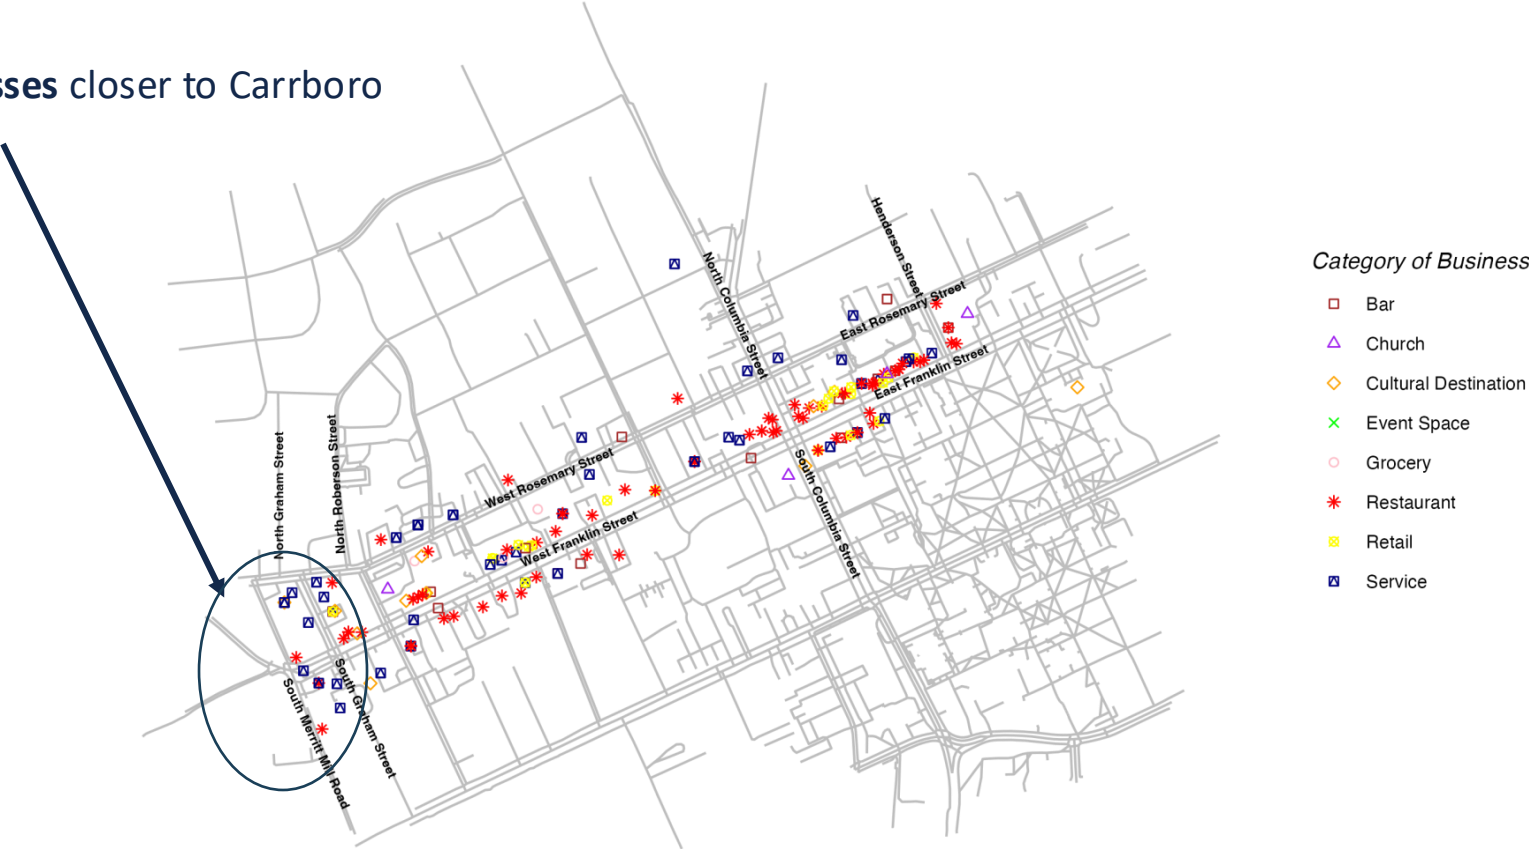 sses closer to Carrboro
Henderson Street
North Columbia Street
East Rosemary Street
East Franklin Street
Category of Business
Bar
Church
Cultural Destination
Event Space
Grocery
Restaurant
Retail
Service
North Graham Street
North Roberson Street
West Rosemary Street
West Franklin Street
South Columbia Street
South Merritt Mill Road
South Graham Street